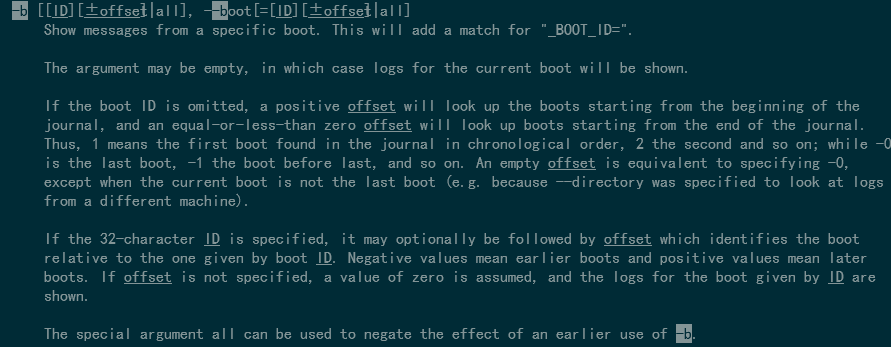 -b [[ID][±offset]|all], --boot[=[ID][±offset]|all]
Show messages from a specific boot. This will add a match for "_BOOT_ID=".
The argument may be empty, in which case logs for the current boot will be shown.
If the boot ID is omitted, a positive offset will look up the boots starting from the beginning of the
journal, and an equal-or-less-than zero offset will look up boots starting from the end of the journal.
Thus, 1 means the first boot found in the journal in chronological order, 2 the second and so on; while -0
is the last boot, -1 the boot before last, and so on. An empty offset is equivalent to specifying -0,
except when the current boot is not the last boot (e.g. because --directory was specified to look at logs
from a different machine).
If the 32-character ID is specified, it may optionally be followed by offset which identifies the boot
relative to the one given by boot ID. Negative values mean earlier boots and positive values mean later
boots. If offset is not specified, a value of zero is assumed, and the logs for the boot given by ID are
shown.
The special argument all can be used to negate the effect of an earlier use of -b.